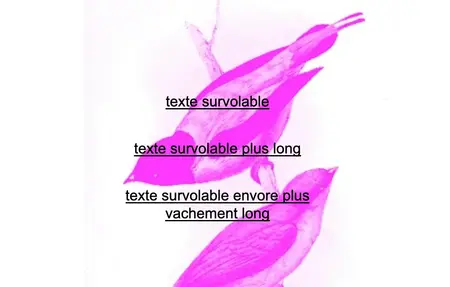 texte survolable
texte survolable plus long
texte survolable envore plus
vachement long